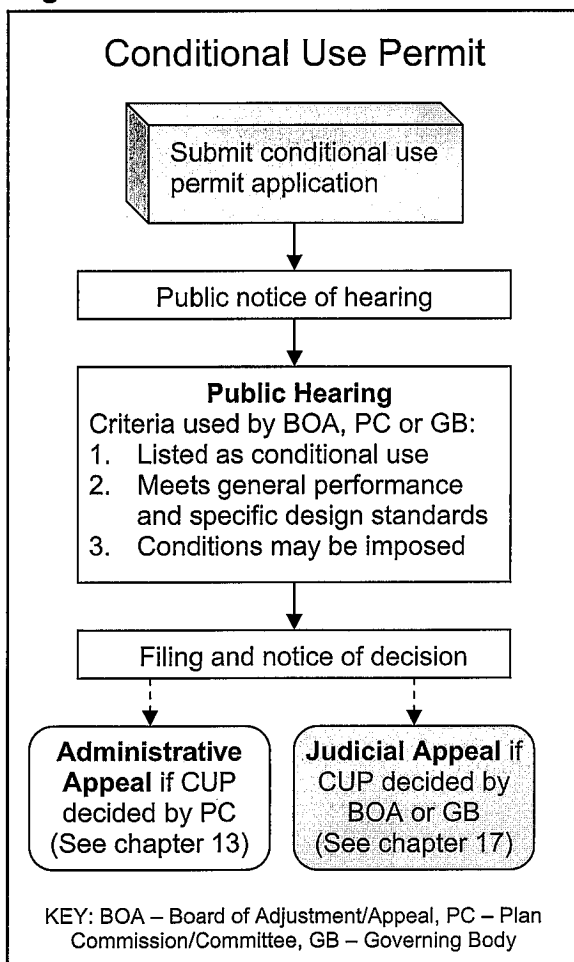 Conditional Use Permit
Submit conditional use
permit application
Public notice of hearing
Public Hearing
Criteria used by BOA, PC or GB:
1. Listed as conditional use
2. Meets general performance
and specific design standards
3. Conditions may be imposed
Filing and notice of decision
Administrative
Appeal if CUP
decided by PC
(See chapter 13)
Judicial Appeal if
CUP decided by
BOA or GB
(See chapter 17)
KEY: BOA – Board of Adjustment/Appeal, PC – Plan
Commission/Committee, GB – Governing Body